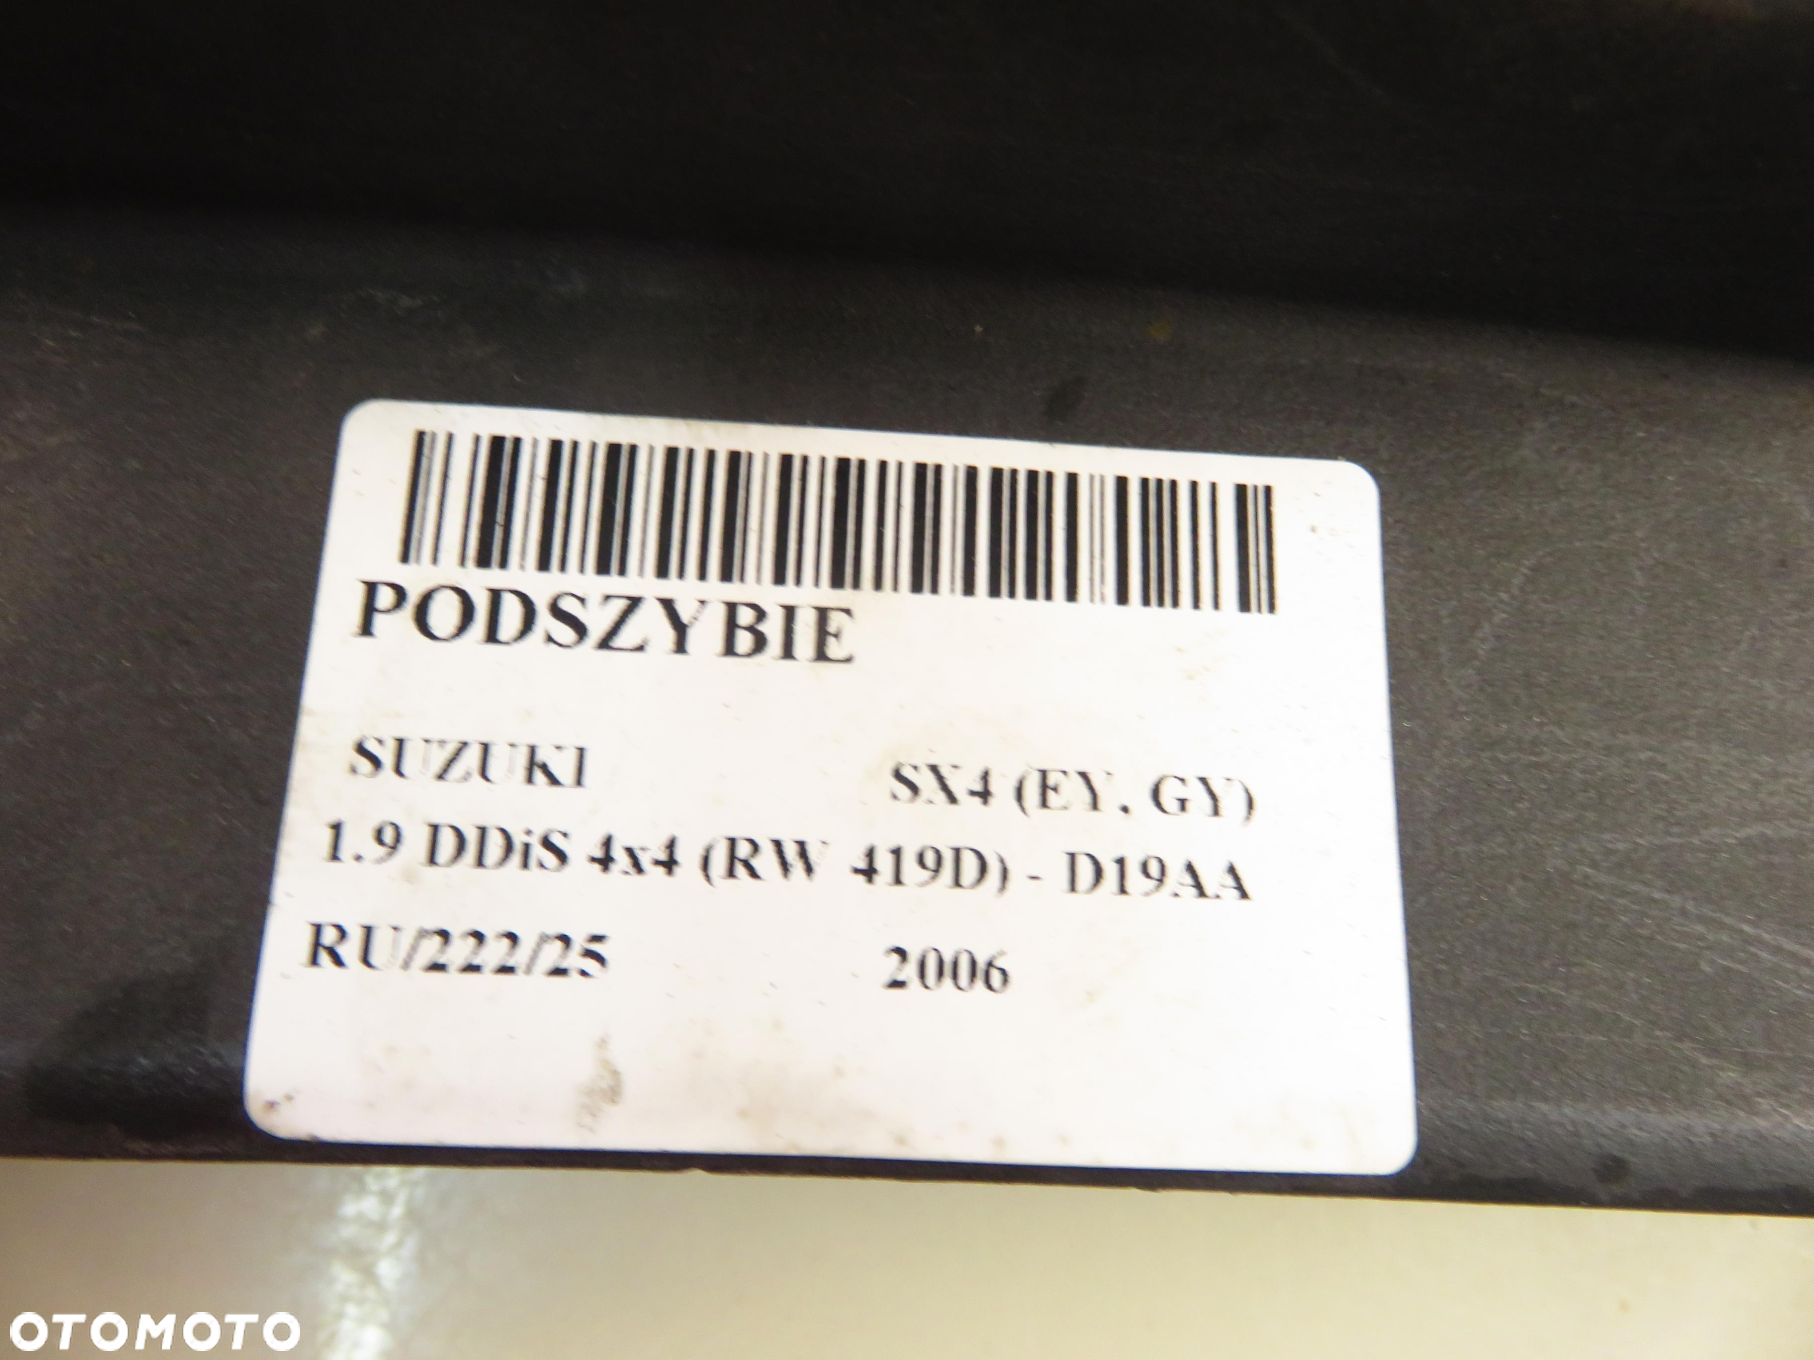 PODSZYBIE
SUZUKI SX4 (EY, GY)
1.9 DDiS 4x4 (RW 419D) - D19AA
RU/222/25 2006
OTOMOTO